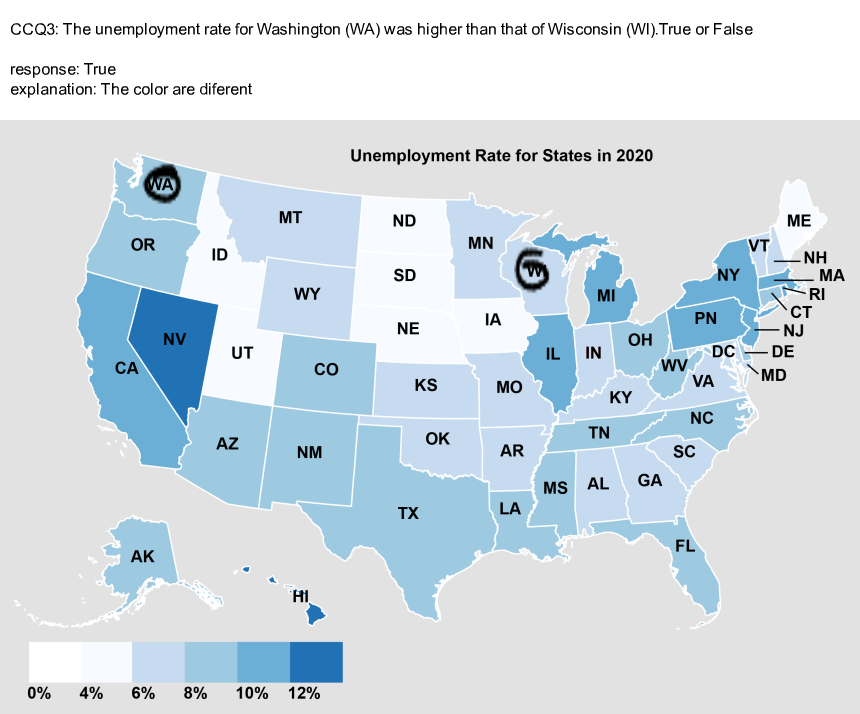 CCQ3: The unemployment rate for Washington (WA) was higher than that of Wisconsin (WI).True or False
response: True
explanation: The color are diferent
Unemployment Rate for States in 2020
WA
OR
ID
MT
ND
MN
SD
WY
NE
IA
NV
UT
CA
CO
KS
MO
IL
IN
OH
MI
PN
NY
VT
ME
NH
MA
RI
CT
NJ
DE
MD
DC
WV
VA
KY
NC
TN
SC
AZ
NM
OK
AR
MS
AL
GA
LA
TX
FL
AK
HI
0% 4% 6% 8% 10% 12%